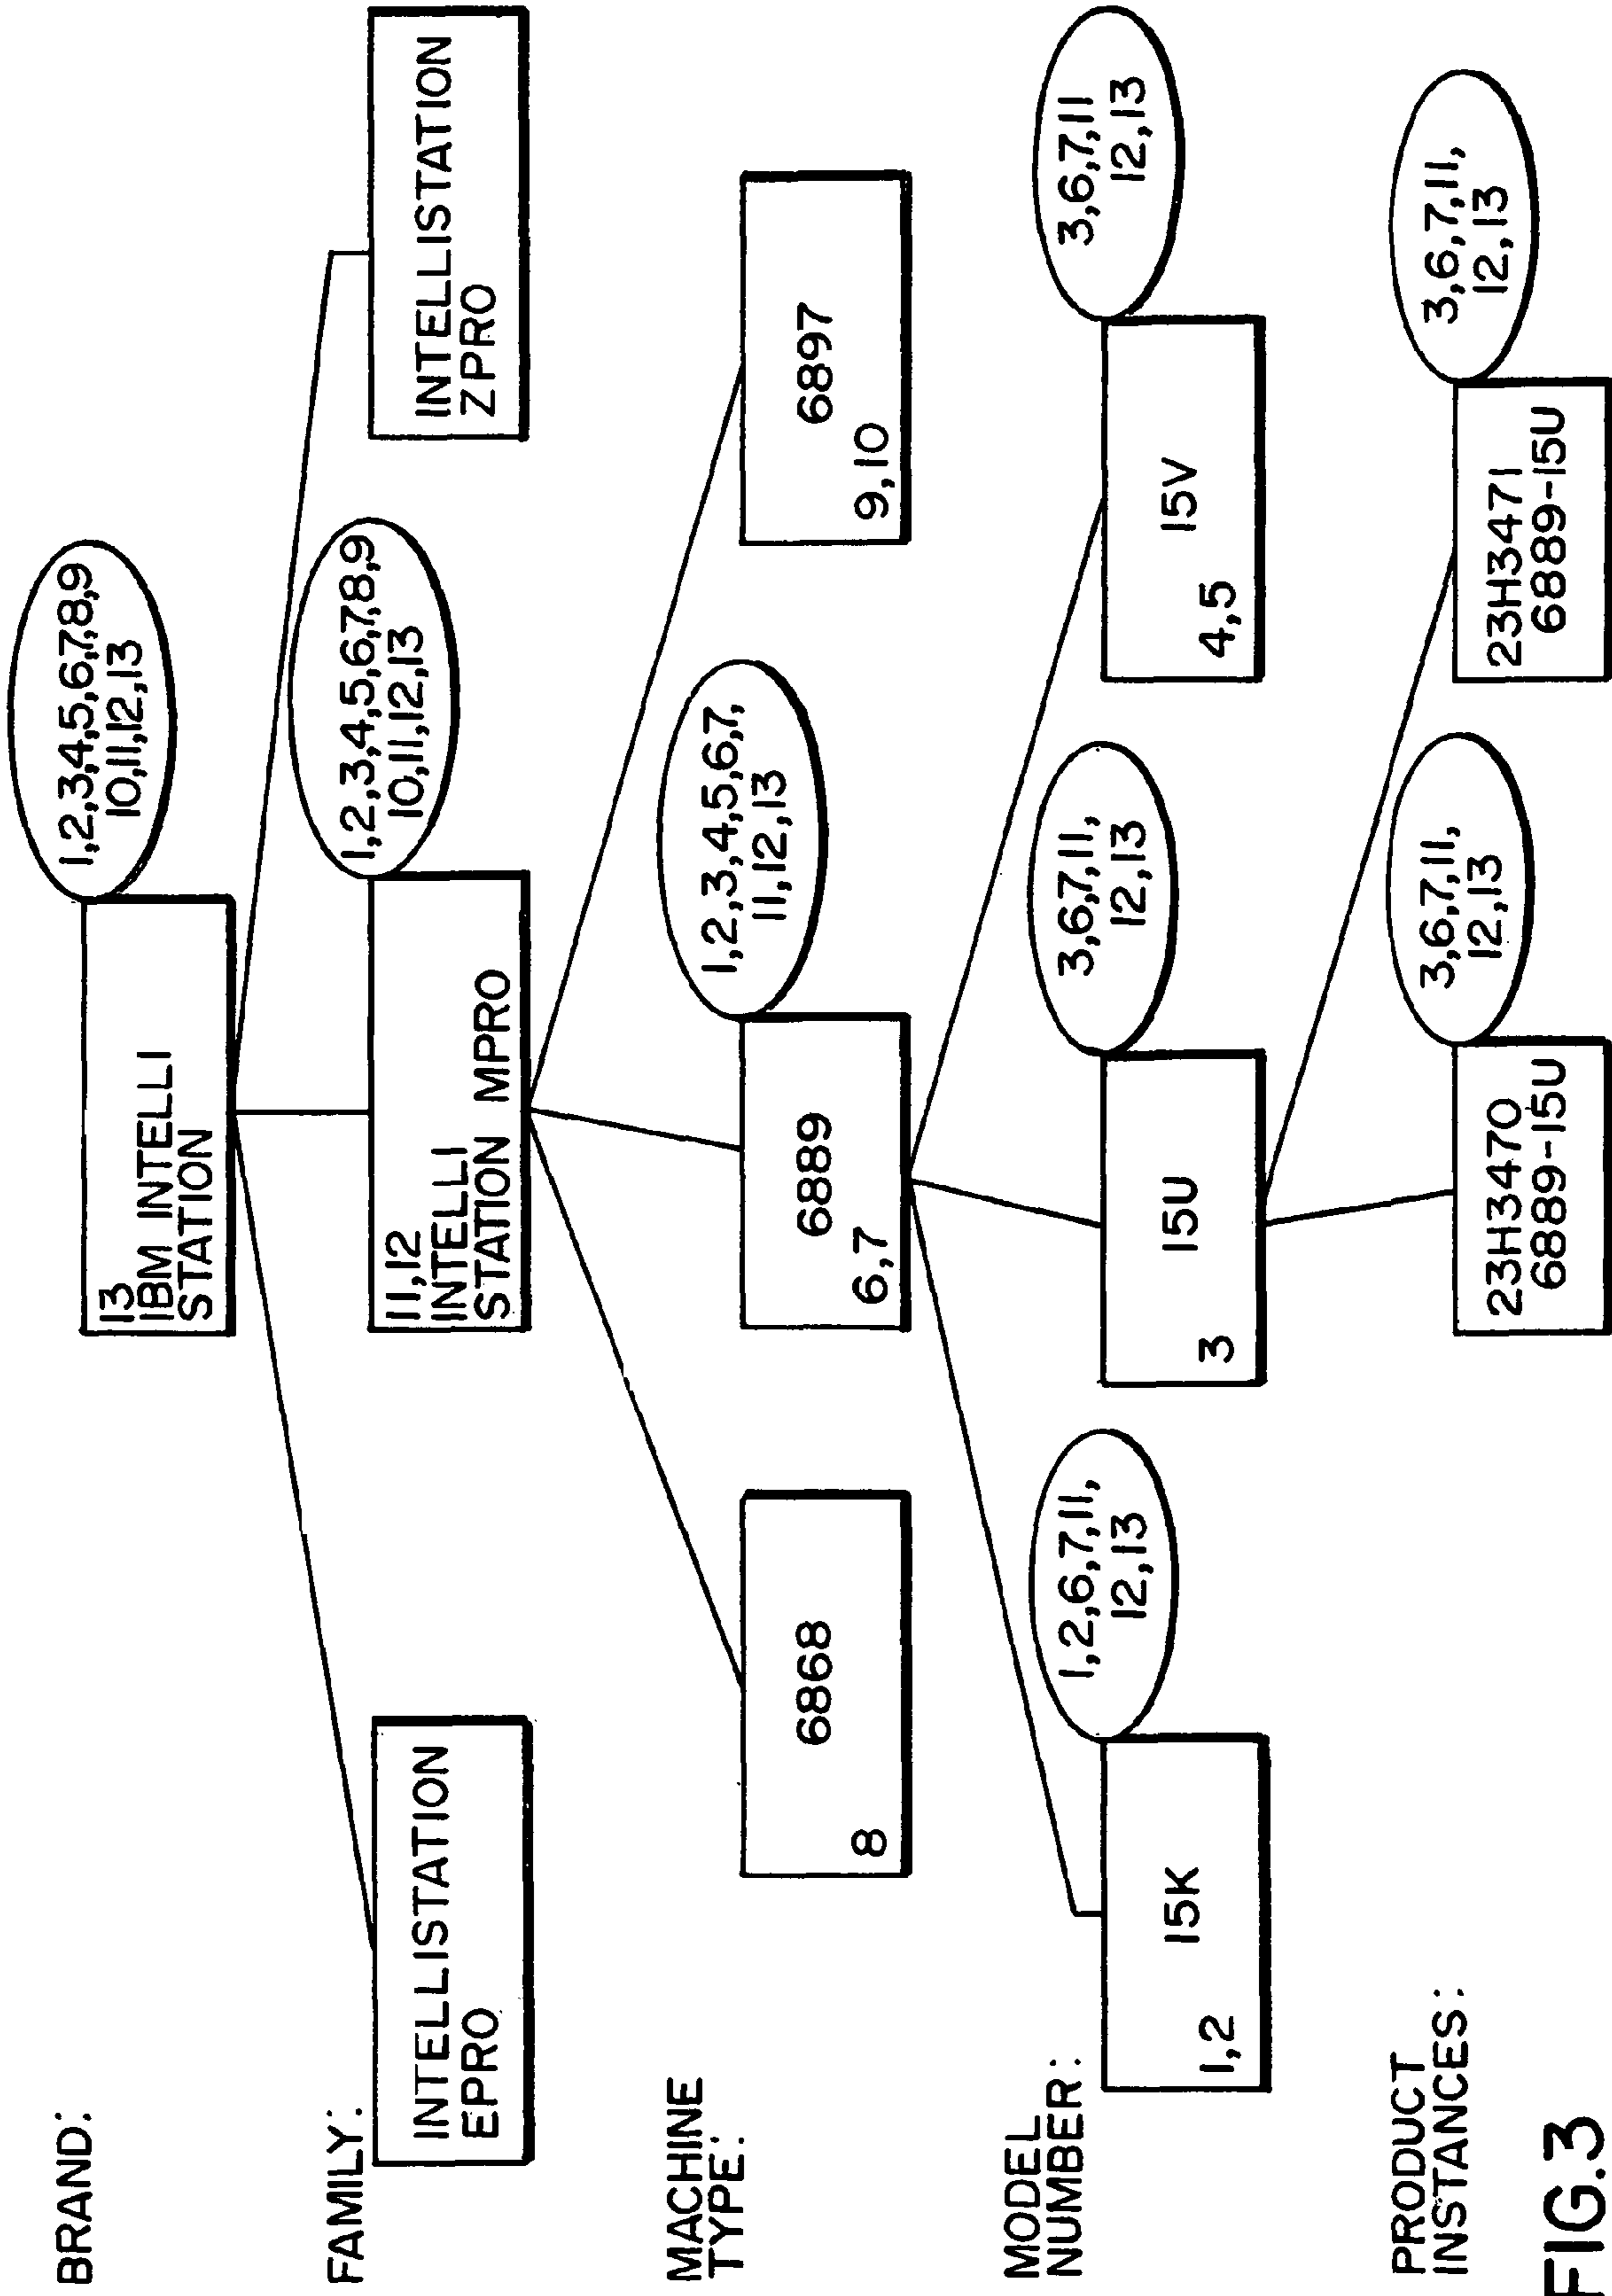 BRAND:
13
IBM INTELLI
STATION
1,2,3,4,5,6,7,8,9
10,11,12,13
FAMILY:
INTELLISTATION
EPRO
11,12
INTELLI
STATION MPRO
1,2,3,4,5,6,7,8,9
10,11,12,13
INTELLISTATION
ZPRO
MACHINE
TYPE:
6868
8
6889
6,7
1,2,3,4,5,6,7,
11,12,13
6897
9,10
MODEL
NUMBER:
15K
1,2
1,2,6,7,11,
12,13
15U
3
3,6,7,11,
12,13
15V
4,5
3,6,7,11
12,13
PRODUCT
INSTANCES:
23H3470
6889-15U
3,6,7,11,
12,13
23H3471
6889-15U
3,6,7,11,
12,13
FIG.3